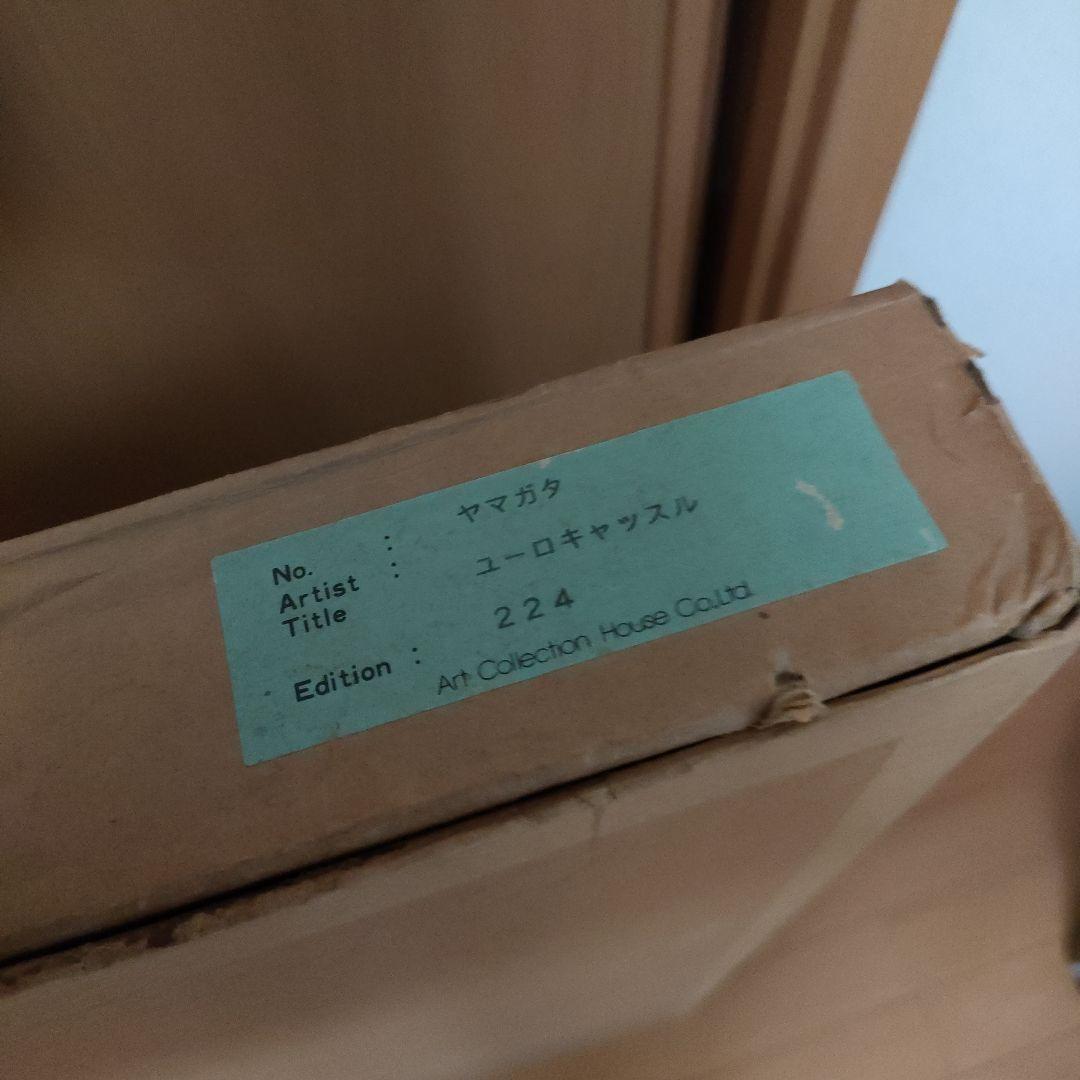 No. :
Artist : ヤマガタ
Title ユーロキャッスル
Edition : 224
Art Collection House Co.,Ltd.